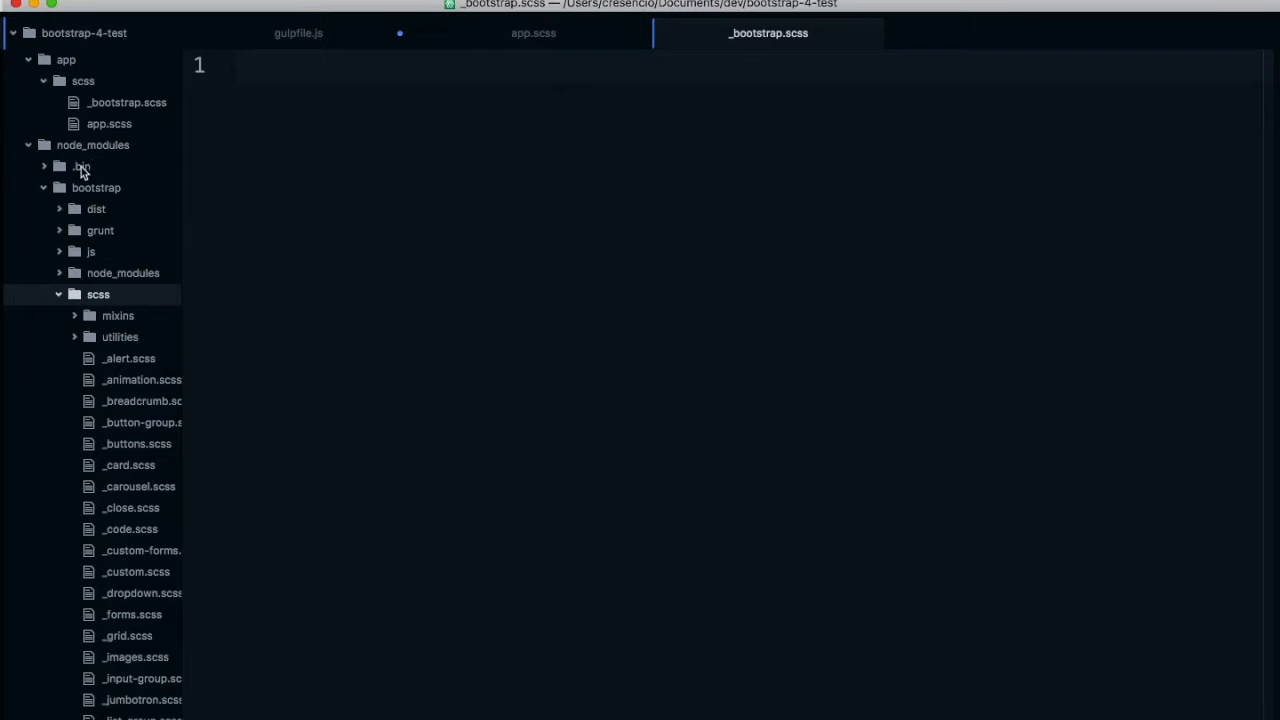 _bootstrap.scss — /Users/cresencio/Documents/dev/bootstrap-4-test
bootstrap-4-test
gulpfile.js
app.scss
_bootstrap.scss
1
app
scss
_bootstrap.scss
app.scss
node_modules
.bin
bootstrap
dist
grunt
js
node_modules
scss
mixins
utilities
_alert.scss
_animation.scss
_breadcrumb.sc
_button-group.s
_buttons.scss
_card.scss
_carousel.scss
_close.scss
_code.scss
_custom-forms.
_custom.scss
_dropdown.scss
_forms.scss
_grid.scss
_images.scss
_input-group.sc
_jumbotron.scss